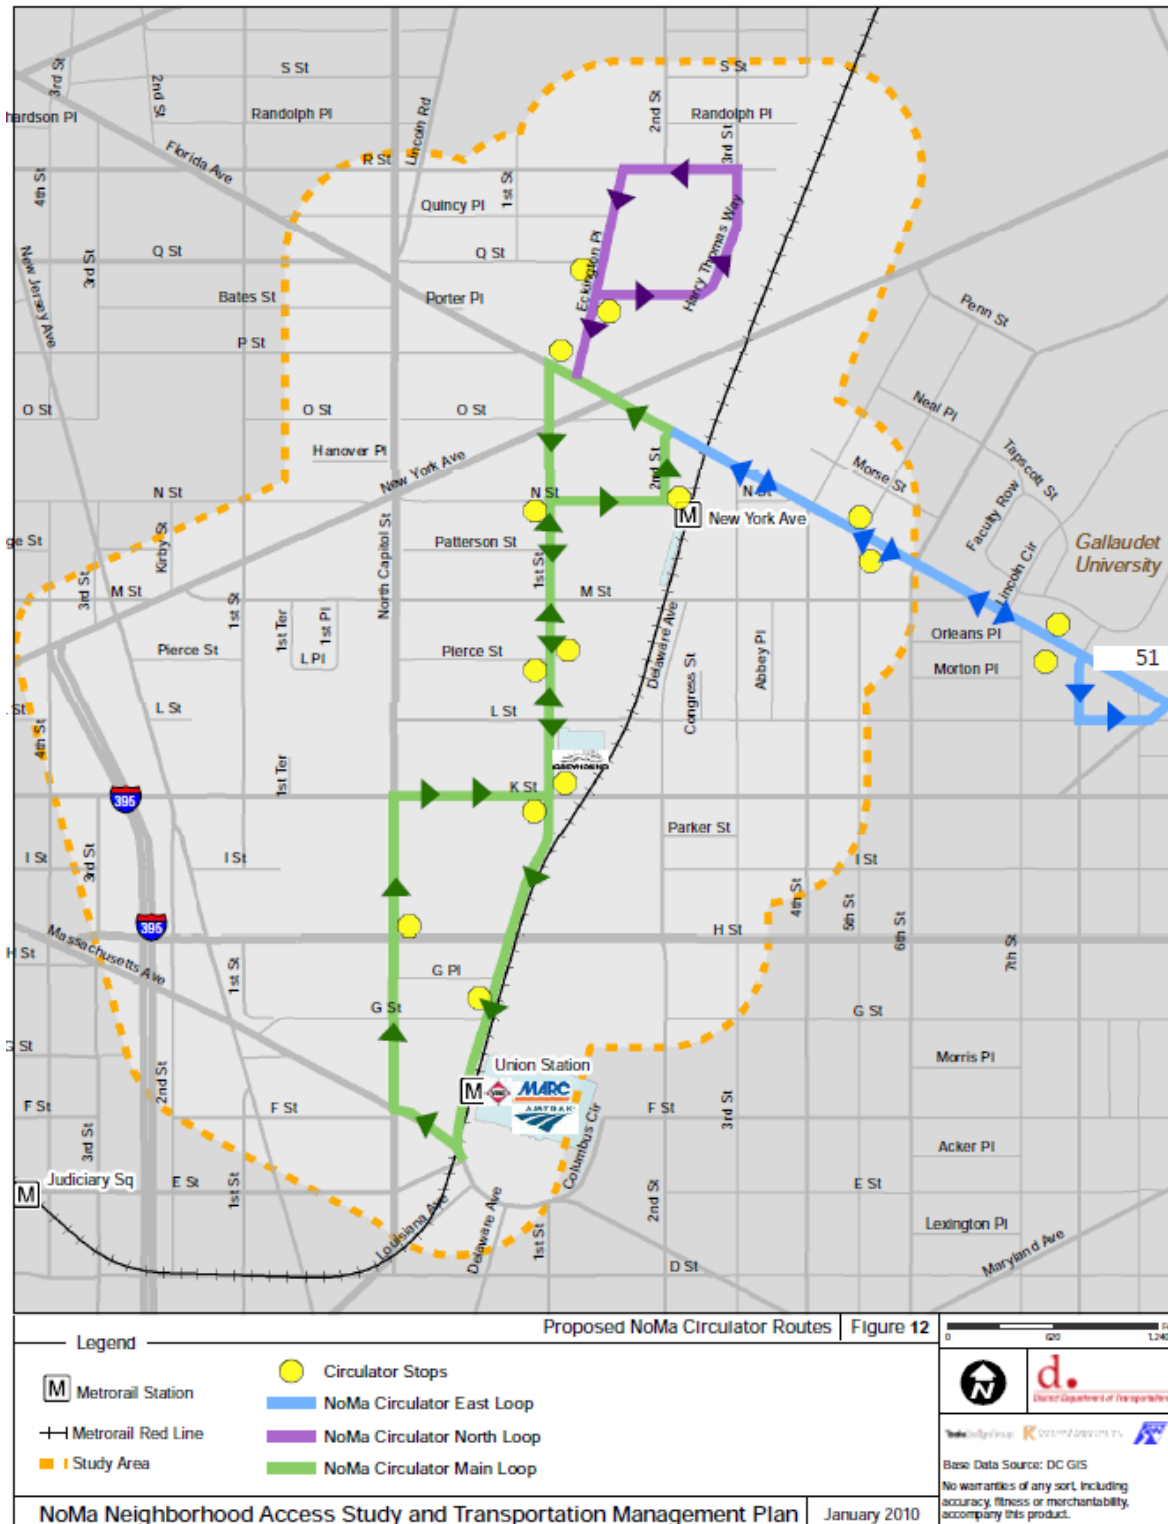 S St
S St
3rd St
2nd St
Randolph Pl
Randolph Pl
hardson Pl
Lincoln Rd
2nd St
3rd St
Florida Ave
R St
4th St
1st St
Quincy Pl
Harry Thomas Way
New Jersey Ave
3rd St
Q St
Q St
Eckington Pl
Bates St
Porter Pl
Penn St
P St
Neal Pl
O St
O St
O St
Hanover Pl
New York Ave
2nd St
Morse St
Tapscott St
N St
N St
N St
M New York Ave
Faculty Row
ge St
Kirby St
North Capitol St
Patterson St
1st St
Gallaudet
University
Lincoln Cir
3rd St
M St
1st St
1st Ter
1st Pl
M St
Delaware Ave
Orleans Pl
Pierce St
L Pl
Pierce St
Congress St
Abbey Pl
Morton Pl
51
St
L St
L St
4th St
1st Ter
GREYHOUND
K St
395
Parker St
I St
3rd St
I St
I St
4th St
5th St
6th St
7th St
395
Massachusetts Ave
H St
H St
1st St
G Pl
G St
G St
G St
Union Station
Morris Pl
2nd St
M
MARC
AMTRAK
F St
F St
F St
3rd St
Columbus Cir
3rd St
Acker Pl
Judiciary Sq
M
E St
1st St
2nd St
E St
Louisiana Ave
Delaware Ave
1st St
Lexington Pl
Maryland Ave
D St
Proposed NoMa Circulator Routes
Figure 12
0 620 1,240
Legend
M Metrorail Station
Metrorail Red Line
Study Area
Circulator Stops
NoMa Circulator East Loop
NoMa Circulator North Loop
NoMa Circulator Main Loop
N
d.
District Department of Transportation
Base Data Source: DC GIS
No warranties of any sort, including
accuracy, fitness or merchantability,
accompany this product.
NoMa Neighborhood Access Study and Transportation Management Plan
January 2010